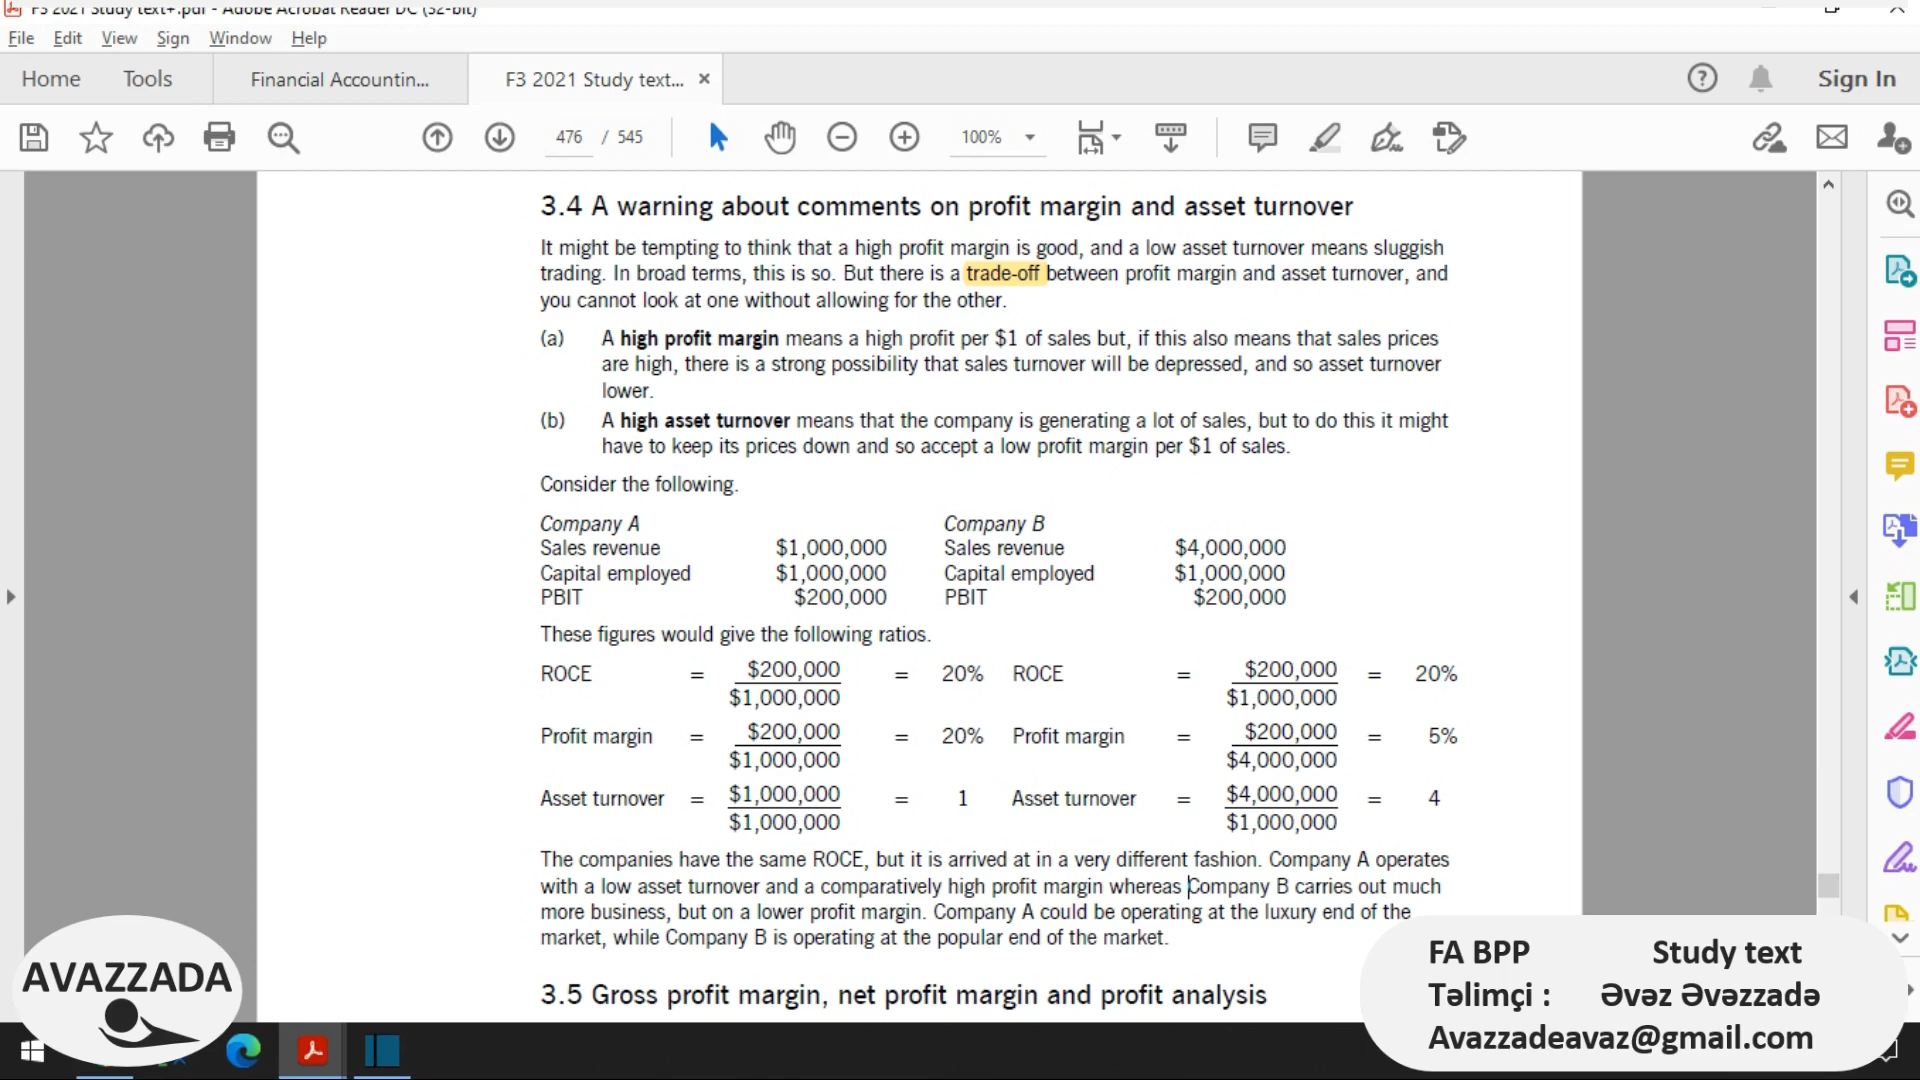 F3 2021 Study text+.pdf - Adobe Acrobat Reader DC (32-bit)
File Edit View Sign Window Help
Home Tools Financial Accountin... F3 2021 Study text... × Sign In
476 / 545 100%
3.4 A warning about comments on profit margin and asset turnover
It might be tempting to think that a high profit margin is good, and a low asset turnover means sluggish
trading. In broad terms, this is so. But there is a trade-off between profit margin and asset turnover, and
you cannot look at one without allowing for the other.
(a) A high profit margin means a high profit per $1 of sales but, if this also means that sales prices
are high, there is a strong possibility that sales turnover will be depressed, and so asset turnover
lower.
(b) A high asset turnover means that the company is generating a lot of sales, but to do this it might
have to keep its prices down and so accept a low profit margin per $1 of sales.
Consider the following.
Company A Company B
Sales revenue $1,000,000 Sales revenue $4,000,000
Capital employed $1,000,000 Capital employed $1,000,000
PBIT $200,000 PBIT $200,000
These figures would give the following ratios.
ROCE = $200,000 = 20% ROCE = $200,000 = 20%
$1,000,000 $1,000,000
Profit margin = $200,000 = 20% Profit margin = $200,000 = 5%
$1,000,000 $4,000,000
Asset turnover = $1,000,000 = 1 Asset turnover = $4,000,000 = 4
$1,000,000 $1,000,000
The companies have the same ROCE, but it is arrived at in a very different fashion. Company A operates
with a low asset turnover and a comparatively high profit margin whereas Company B carries out much
more business, but on a lower profit margin. Company A could be operating at the luxury end of the
market, while Company B is operating at the popular end of the market.
3.5 Gross profit margin, net profit margin and profit analysis
AVAZZADA
FA BPP Study text
Təlimçi : Əvəz Əvəzzadə
Avazzadeavaz@gmail.com